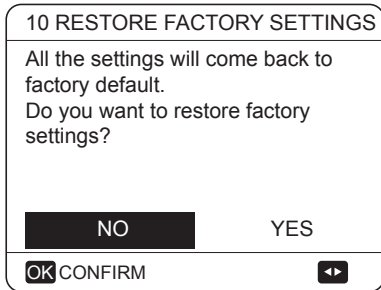 10 RESTORE FACTORY SETTINGS
All the settings will come back to
factory default.
Do you want to restore factory
settings?
NO YES
OK CONFIRM